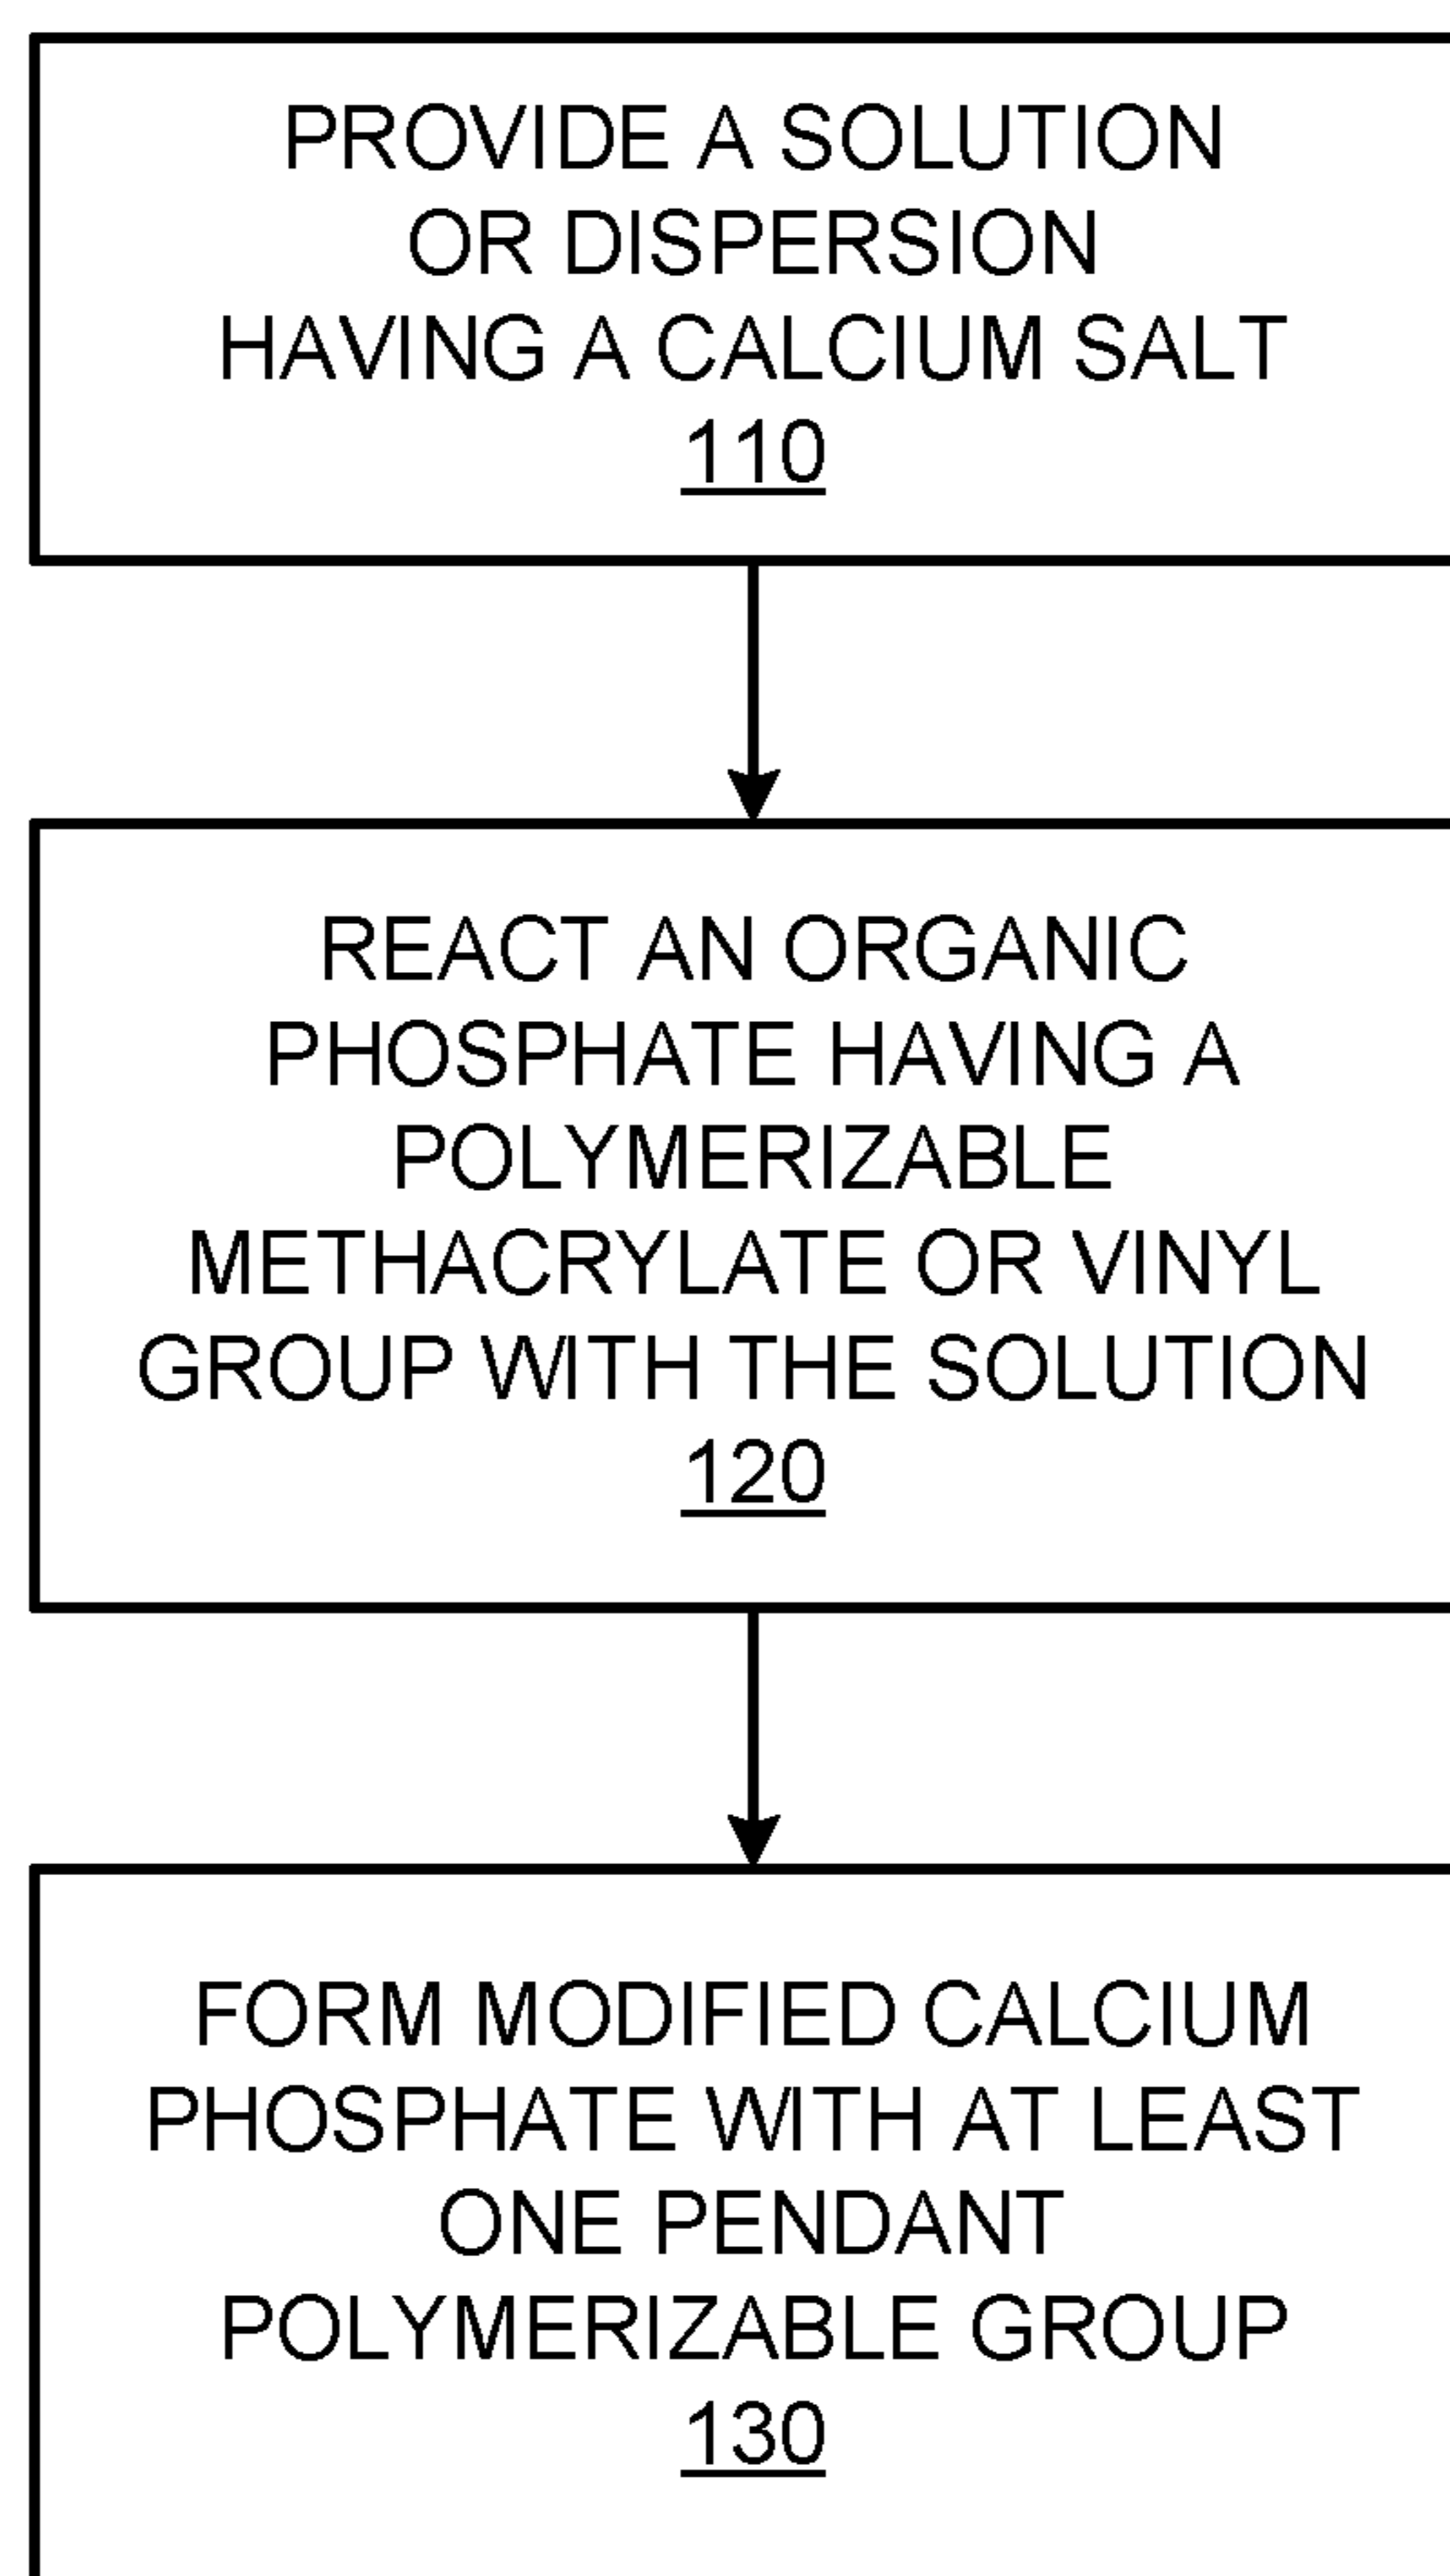 PROVIDE A SOLUTION
OR DISPERSION
HAVING A CALCIUM SALT
110
REACT AN ORGANIC
PHOSPHATE HAVING A
POLYMERIZABLE
METHACRYLATE OR VINYL
GROUP WITH THE SOLUTION
120
FORM MODIFIED CALCIUM
PHOSPHATE WITH AT LEAST
ONE PENDANT
POLYMERIZABLE GROUP
130